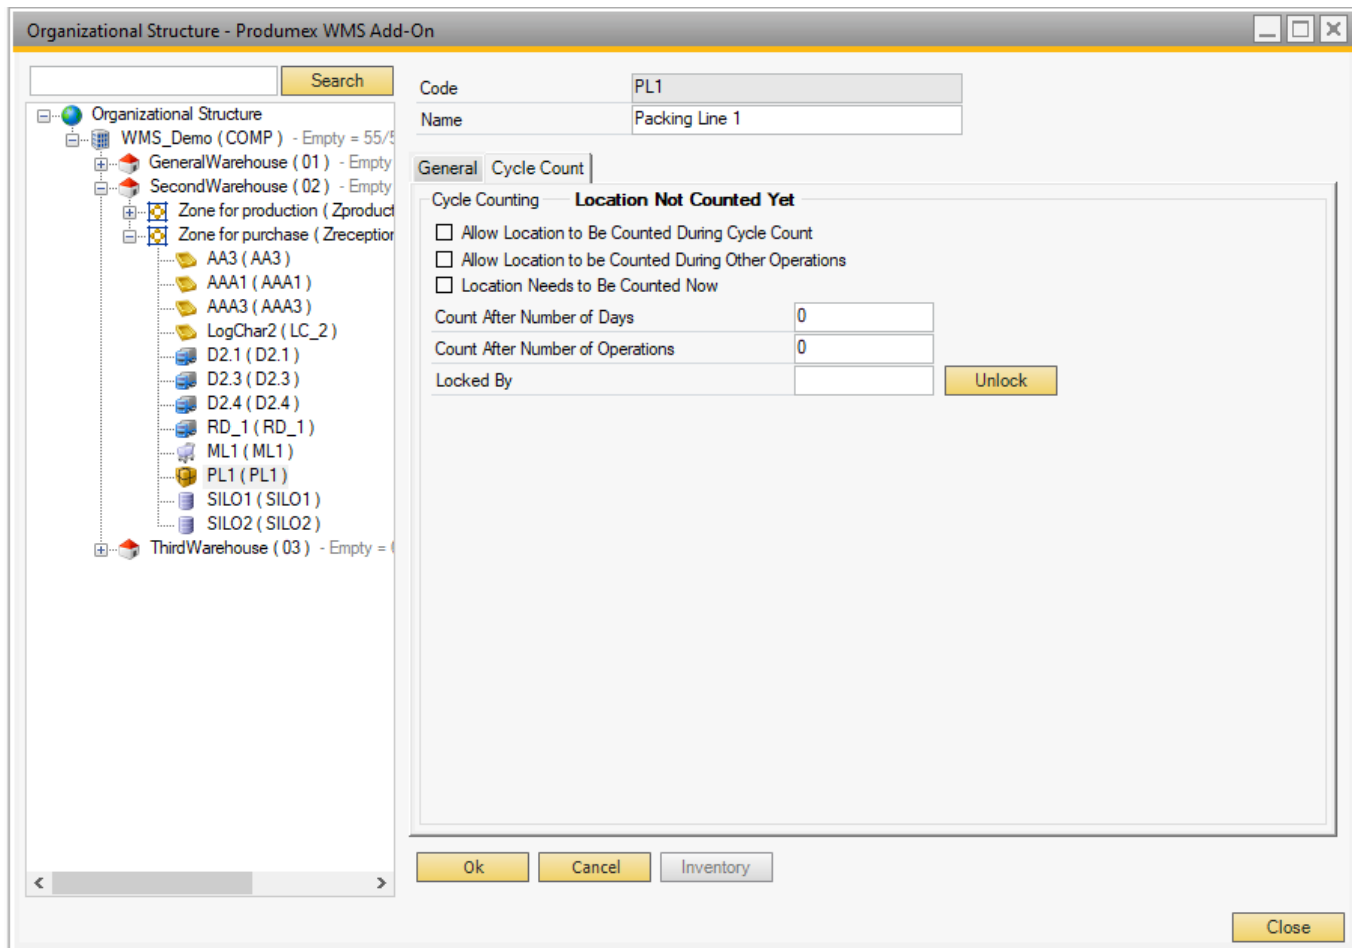 Organizational Structure - Produmex WMS Add-On
Search
Organizational Structure
WMS_Demo ( COMP ) - Empty = 55/5
GeneralWarehouse ( 01 ) - Empty
SecondWarehouse ( 02 ) - Empty
Zone for production ( Zproduct
Zone for purchase ( Zreception
AA3 ( AA3 )
AAA1 ( AAA1 )
AAA3 ( AAA3 )
LogChar2 ( LC_2 )
D2.1 ( D2.1 )
D2.3 ( D2.3 )
D2.4 ( D2.4 )
RD_1 ( RD_1 )
ML1 ( ML1 )
PL1 ( PL1 )
SILO1 ( SILO1 )
SILO2 ( SILO2 )
ThirdWarehouse ( 03 ) - Empty =
Code PL1
Name Packing Line 1
General Cycle Count
Cycle Counting Location Not Counted Yet
Allow Location to Be Counted During Cycle Count
Allow Location to be Counted During Other Operations
Location Needs to Be Counted Now
Count After Number of Days 0
Count After Number of Operations 0
Locked By Unlock
Ok Cancel Inventory
Close